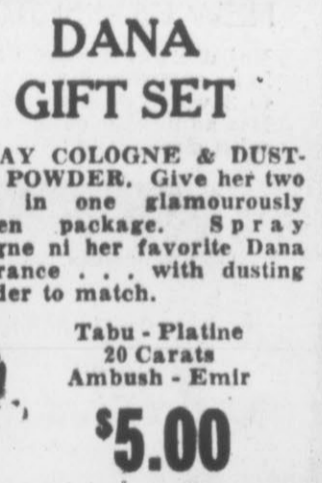 DANA
GIFT SET
AY COLOGNE & DUST-
POWDER. Give her two
in one glamourously
en package. Spray
gne ni her favorite Dana
rance . . . with dusting
der to match.
Tabu - Platine
20 Carats
Ambush - Emir
$5.00